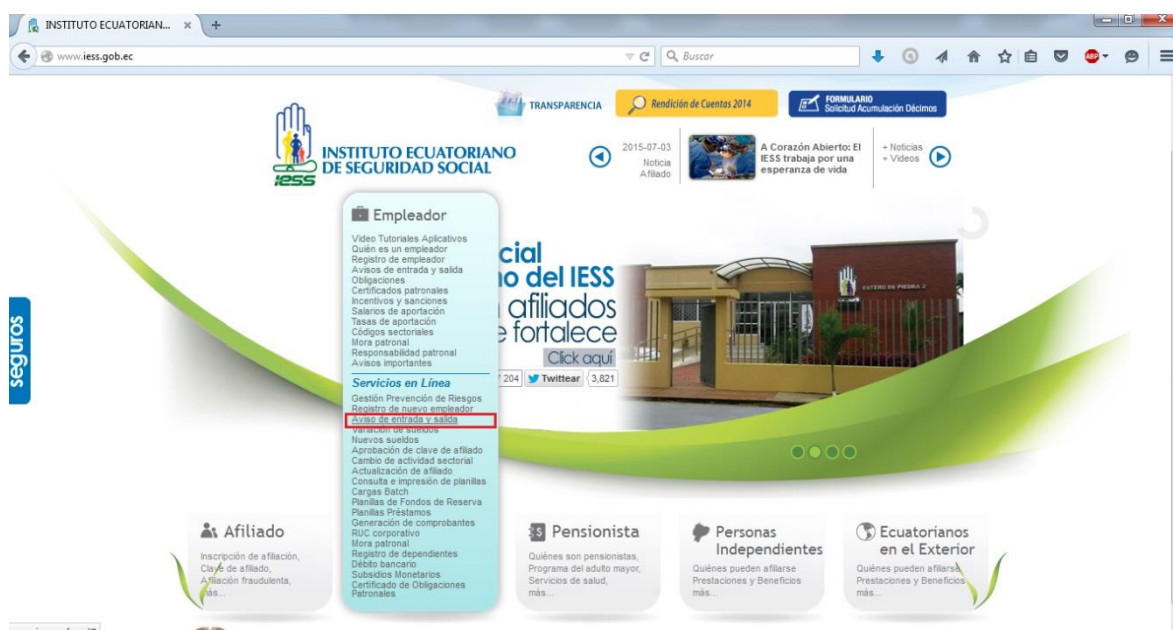 INSTITUTO ECUATORIAN...
www.iess.gob.ec
Buscar
ABP
TRANSPARENCIA
Rendición de Cuentas 2014
FORMULARIO
Solicitud Acumulación Décimos
iess
INSTITUTO ECUATORIANO
DE SEGURIDAD SOCIAL
2015-07-03
Noticia
Afiliado
A Corazón Abierto: El
IESS trabaja por una
esperanza de vida
+ Noticias
+ Videos
Empleador
Video Tutoriales Aplicativos
Quién es un empleador
Registro de empleador
Avisos de entrada y salida
Obligaciones
Certificados patronales
Incentivos y sanciones
Salarios de aportación
Tasas de aportación
Códigos sectoriales
Mora patronal
Responsabilidad patronal
Avisos importantes
Servicios en Línea
Gestión Prevención de Riesgos
Registro de nuevo empleador
Aviso de entrada y salida
Variación de sueldos
Nuevos sueldos
Aprobación de clave de afiliado
Cambio de actividad sectorial
Actualización de afiliado
Consulta e impresión de planillas
Cargas Batch
Planillas de Fondos de Reserva
Planillas Préstamos
Generación de comprobantes
RUC corporativo
Mora patronal
Registro de dependientes
Débito bancario
Subsidios Monetarios
Certificado de Obligaciones
Patronales
cial
o del IESS
afiliados
e fortalece
Click aquí
204 Twittear 3,821
ESTERO DE PIEDRA 2
seguros
Afiliado
Inscripción de afiliación,
Clave de afiliado,
Afiliación fraudulenta,
más...
Pensionista
Quiénes son pensionistas,
Programa del adulto mayor,
Servicios de salud,
más...
Personas
Independientes
Quiénes pueden afiliarse
Prestaciones y Beneficios
más...
Ecuatorianos
en el Exterior
Quiénes pueden afiliarse
Prestaciones y Beneficios
más...